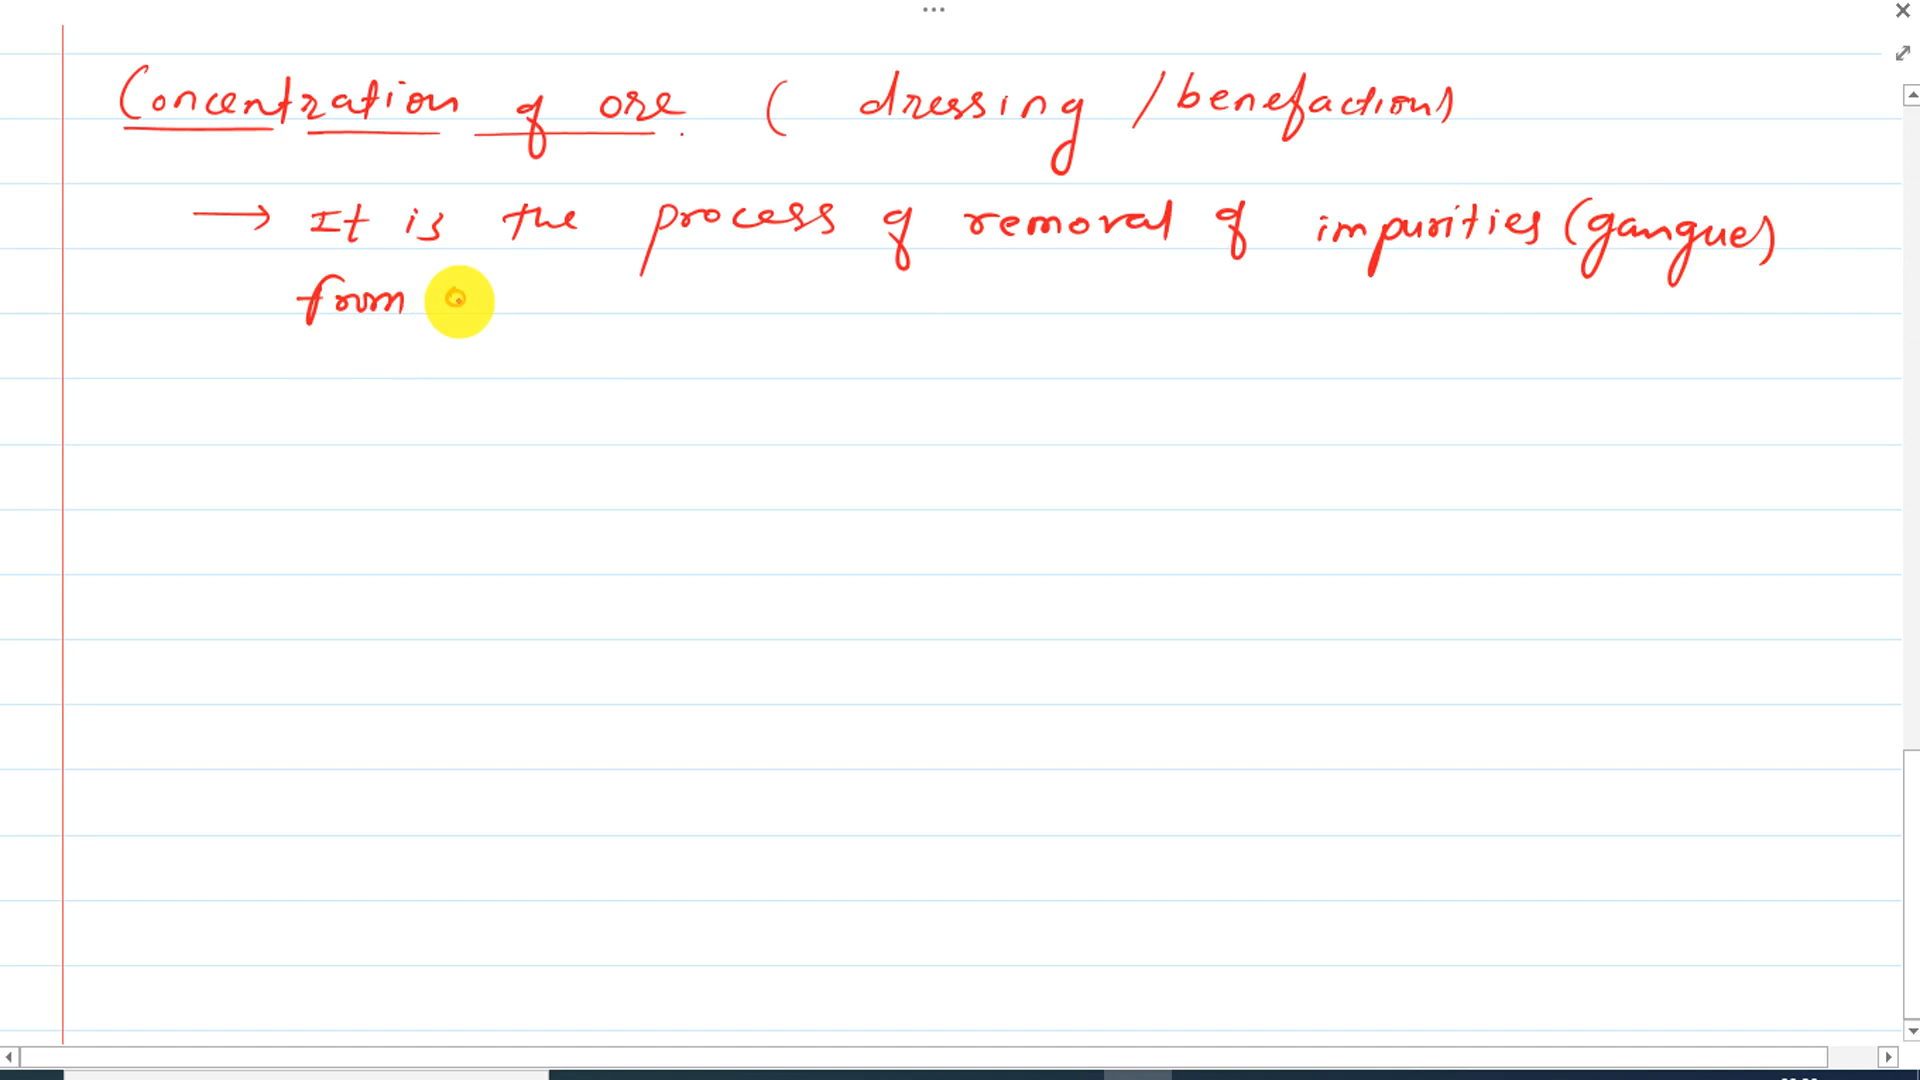 Concentration of ore. ( dressing / benefaction)
→ It is the process of removal of impurities (gangue)
from o